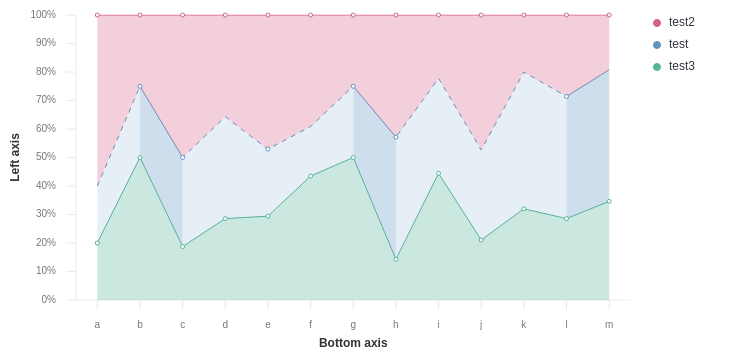 100%
90%
80%
70%
60%
50%
40%
30%
20%
10%
0%
Left axis
a b c d e f g h i j k l m
Bottom axis
test2
test
test3